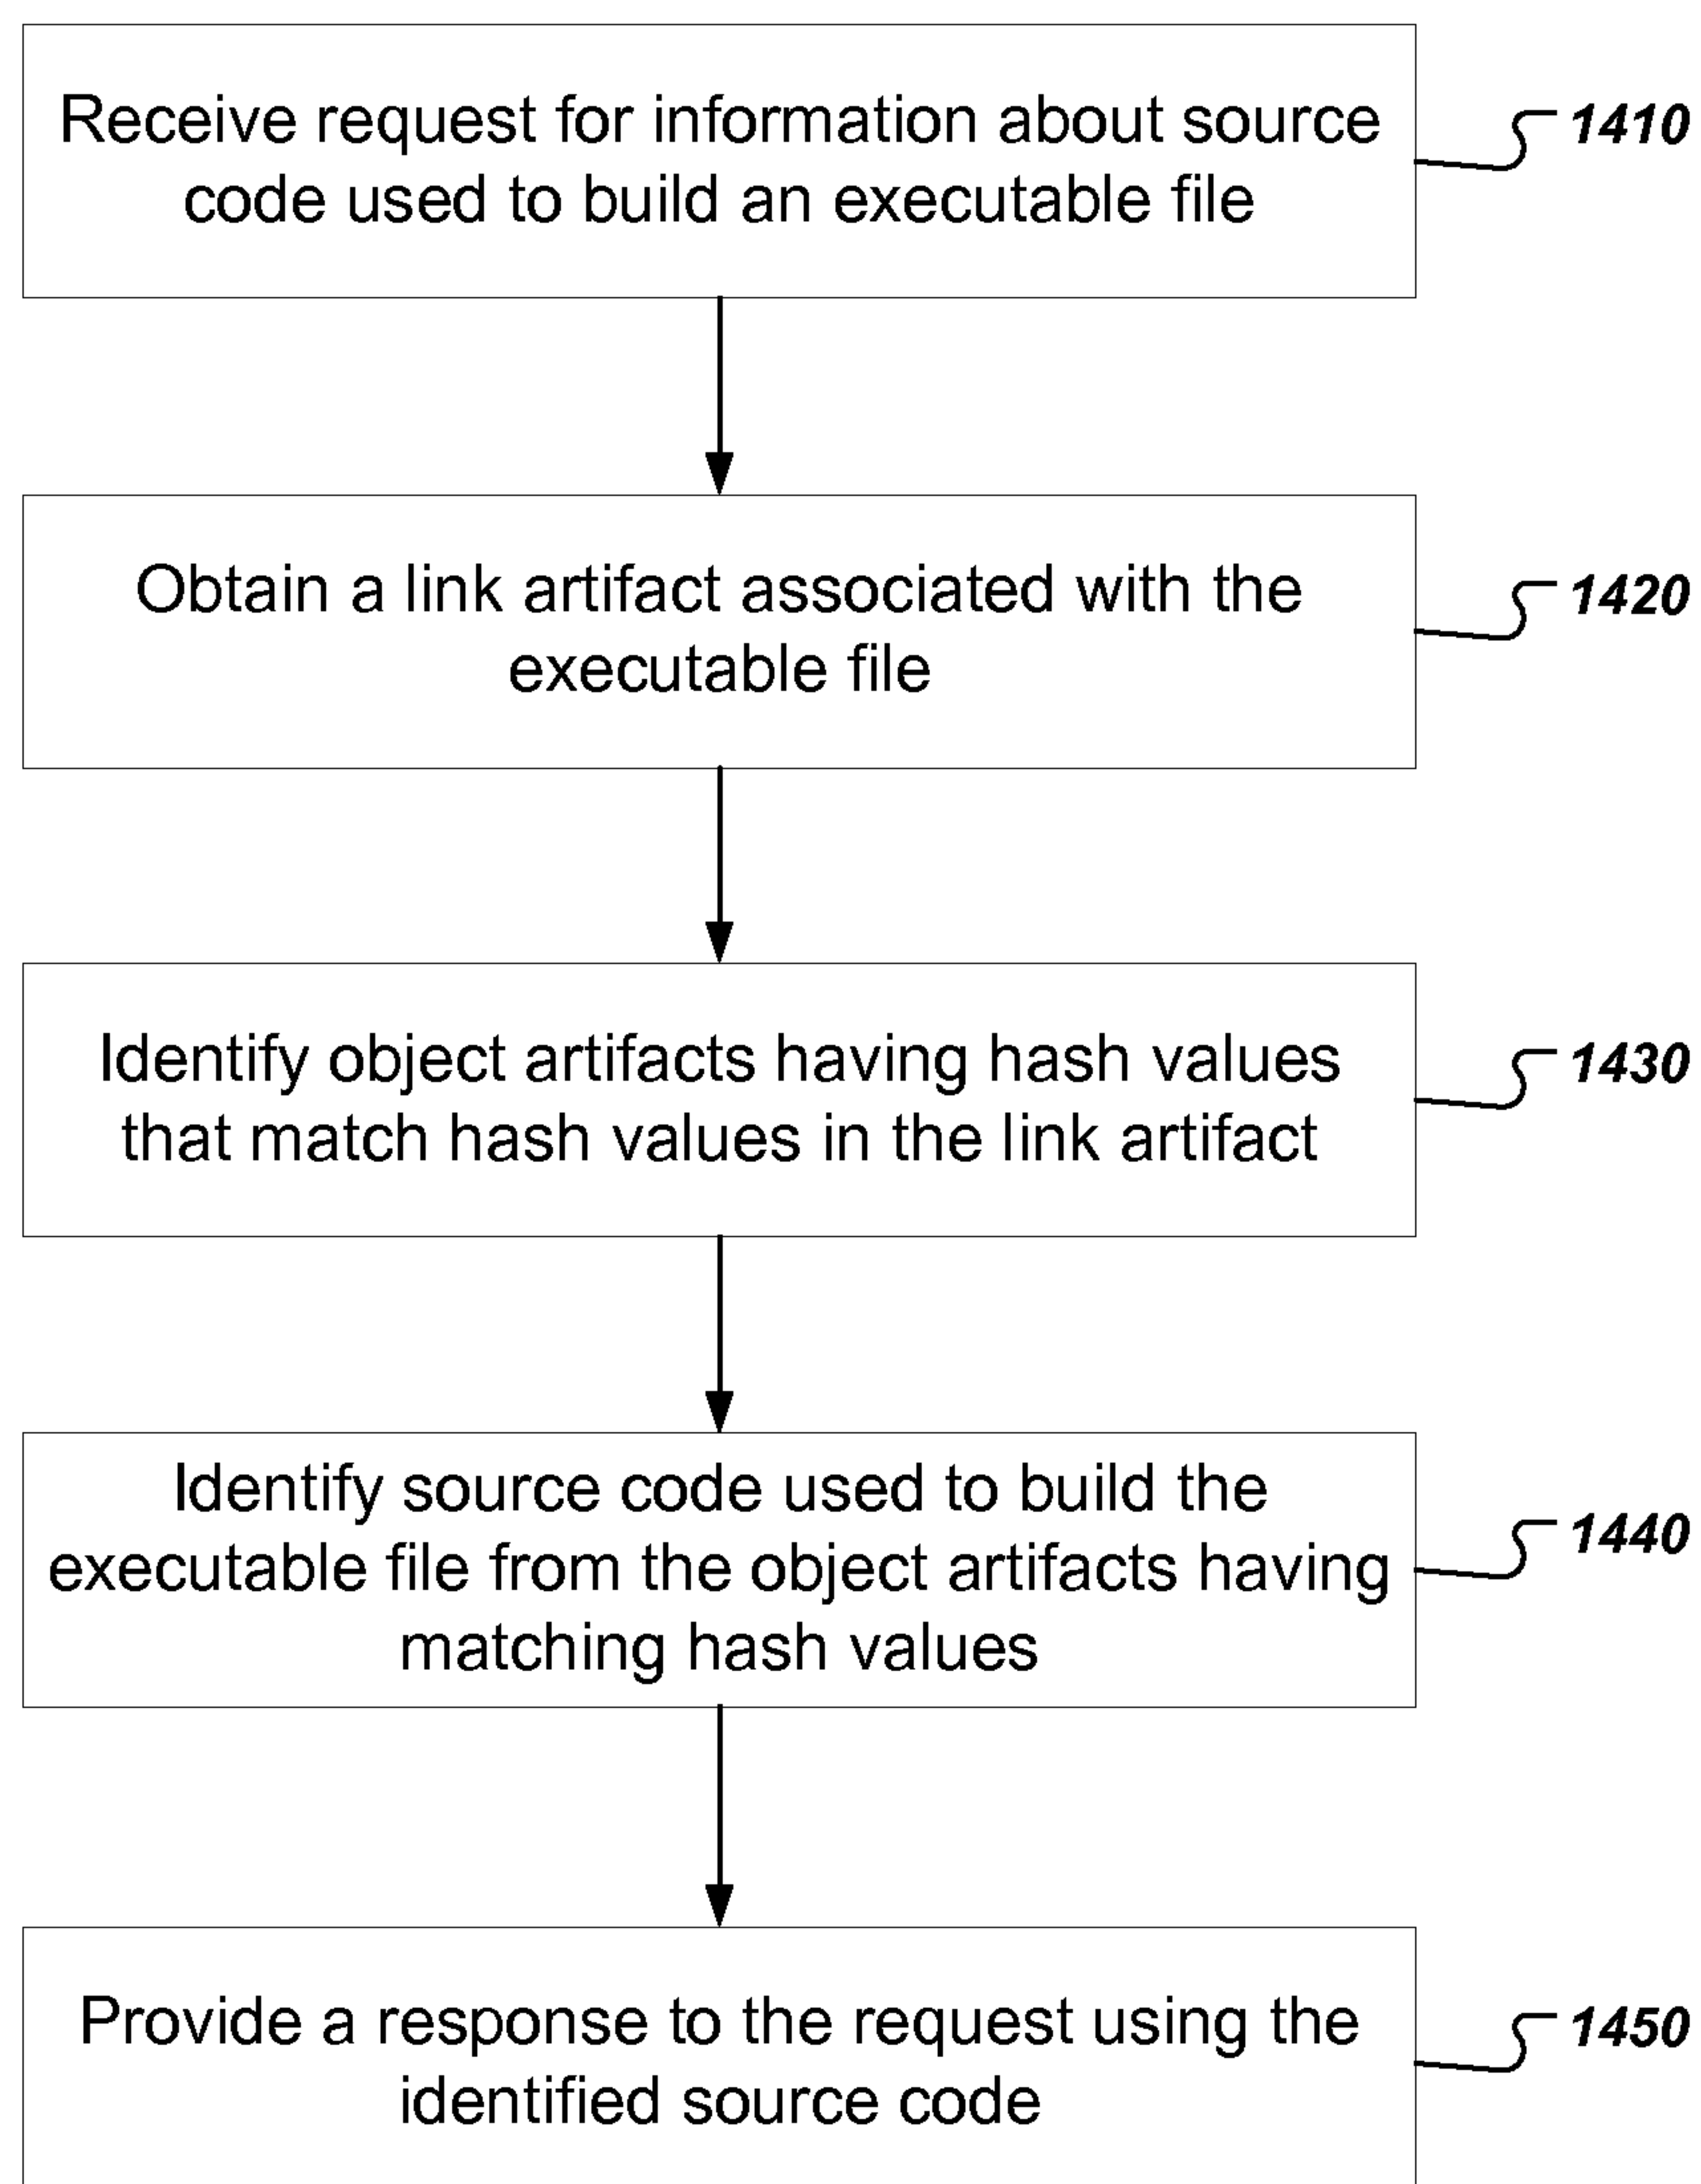 Receive request for information about source
code used to build an executable file
1410
Obtain a link artifact associated with the
executable file
1420
Identify object artifacts having hash values
that match hash values in the link artifact
1430
Identify source code used to build the
executable file from the object artifacts having
matching hash values
1440
Provide a response to the request using the
identified source code
1450